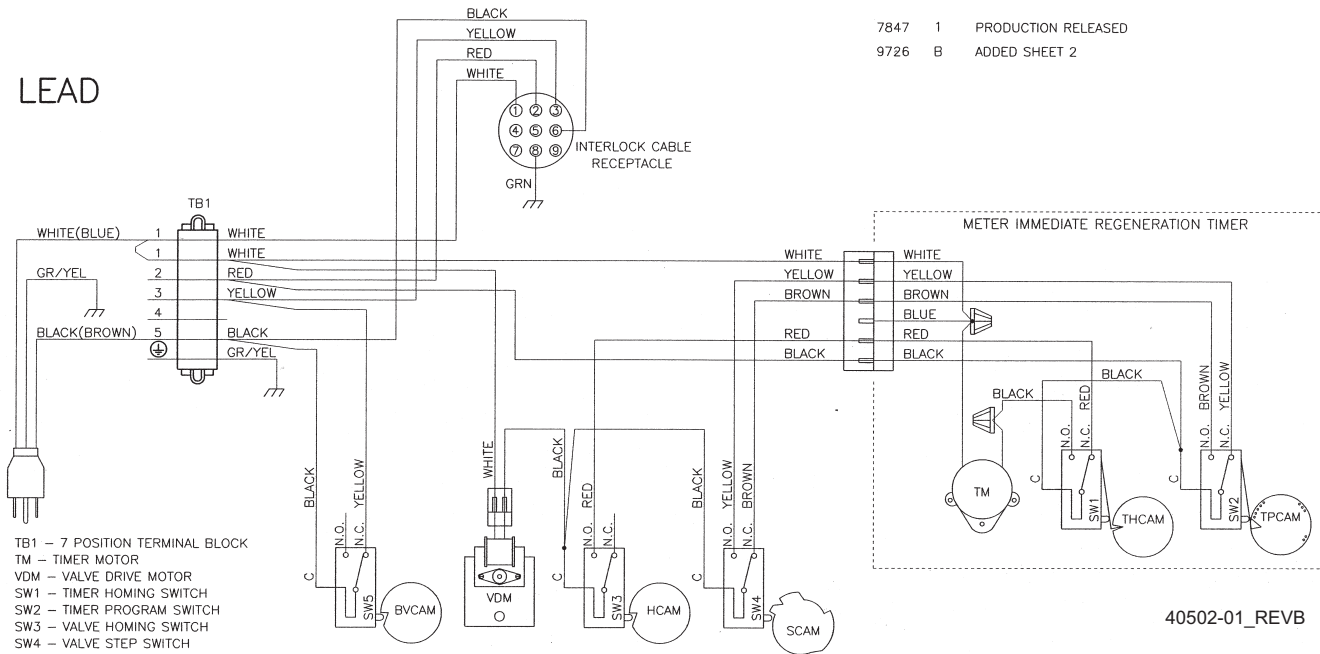 BLACK
YELLOW
RED
WHITE
7847 1 PRODUCTION RELEASED
9726 B ADDED SHEET 2
LEAD
1 2 3
4 5 6
7 8 9
INTERLOCK CABLE
RECEPTACLE
GRN
TB1
METER IMMEDIATE REGENERATION TIMER
WHITE(BLUE) 1 WHITE
1 WHITE
GR/YEL 2 RED
3 YELLOW
4
BLACK(BROWN) 5 BLACK
GR/YEL
WHITE WHITE
YELLOW YELLOW
BROWN BROWN
BLUE
RED RED
BLACK BLACK
BLACK
BLACK
RED
BROWN
YELLOW
N.O.
N.C.
N.O.
N.C.
C
C
TM
SW1
THCAM
SW2
TPCAM
BLACK
YELLOW
WHITE
BLACK
RED
BLACK
YELLOW
BROWN
N.O.
N.C.
N.O.
N.C.
N.O.
N.C.
C
C
C
SW5
BVCAM
VDM
SW3
HCAM
SW4
SCAM
TB1 – 7 POSITION TERMINAL BLOCK
TM – TIMER MOTOR
VDM – VALVE DRIVE MOTOR
SW1 – TIMER HOMING SWITCH
SW2 – TIMER PROGRAM SWITCH
SW3 – VALVE HOMING SWITCH
SW4 – VALVE STEP SWITCH
40502-01_REVB